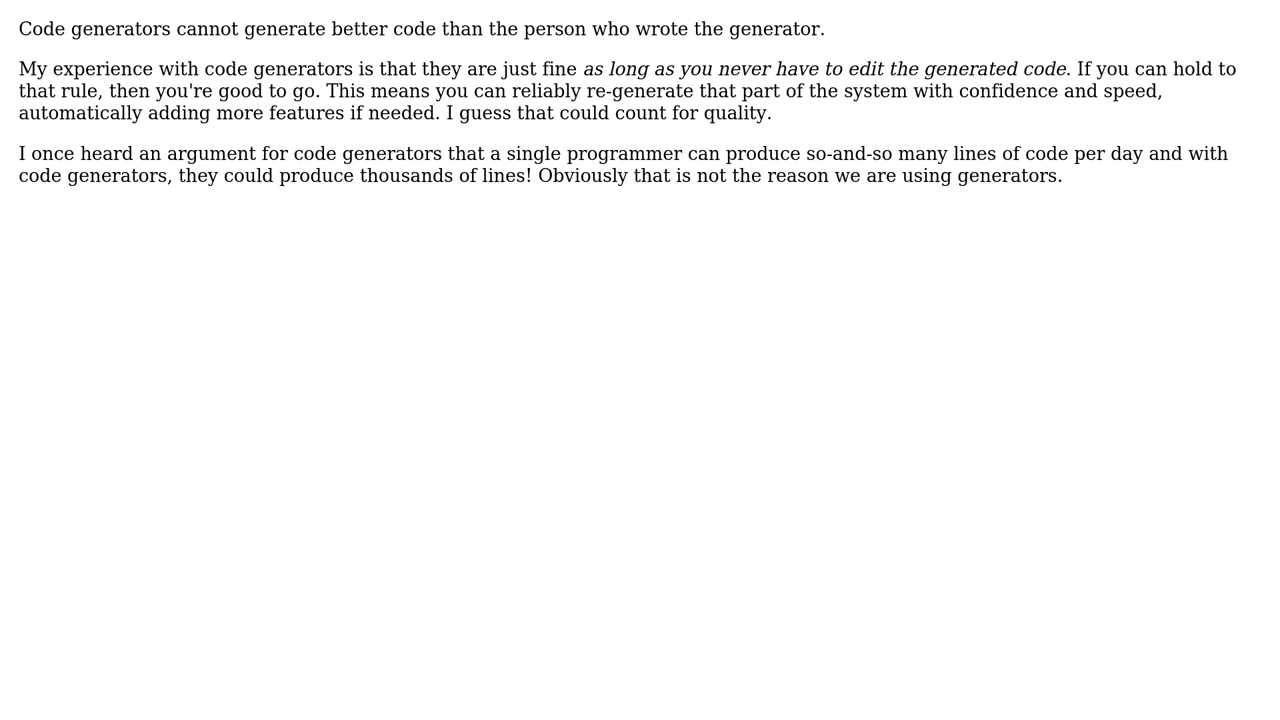 Code generators cannot generate better code than the person who wrote the generator.
My experience with code generators is that they are just fine as long as you never have to edit the generated code. If you can hold to
that rule, then you're good to go. This means you can reliably re-generate that part of the system with confidence and speed,
automatically adding more features if needed. I guess that could count for quality.
I once heard an argument for code generators that a single programmer can produce so-and-so many lines of code per day and with
code generators, they could produce thousands of lines! Obviously that is not the reason we are using generators.